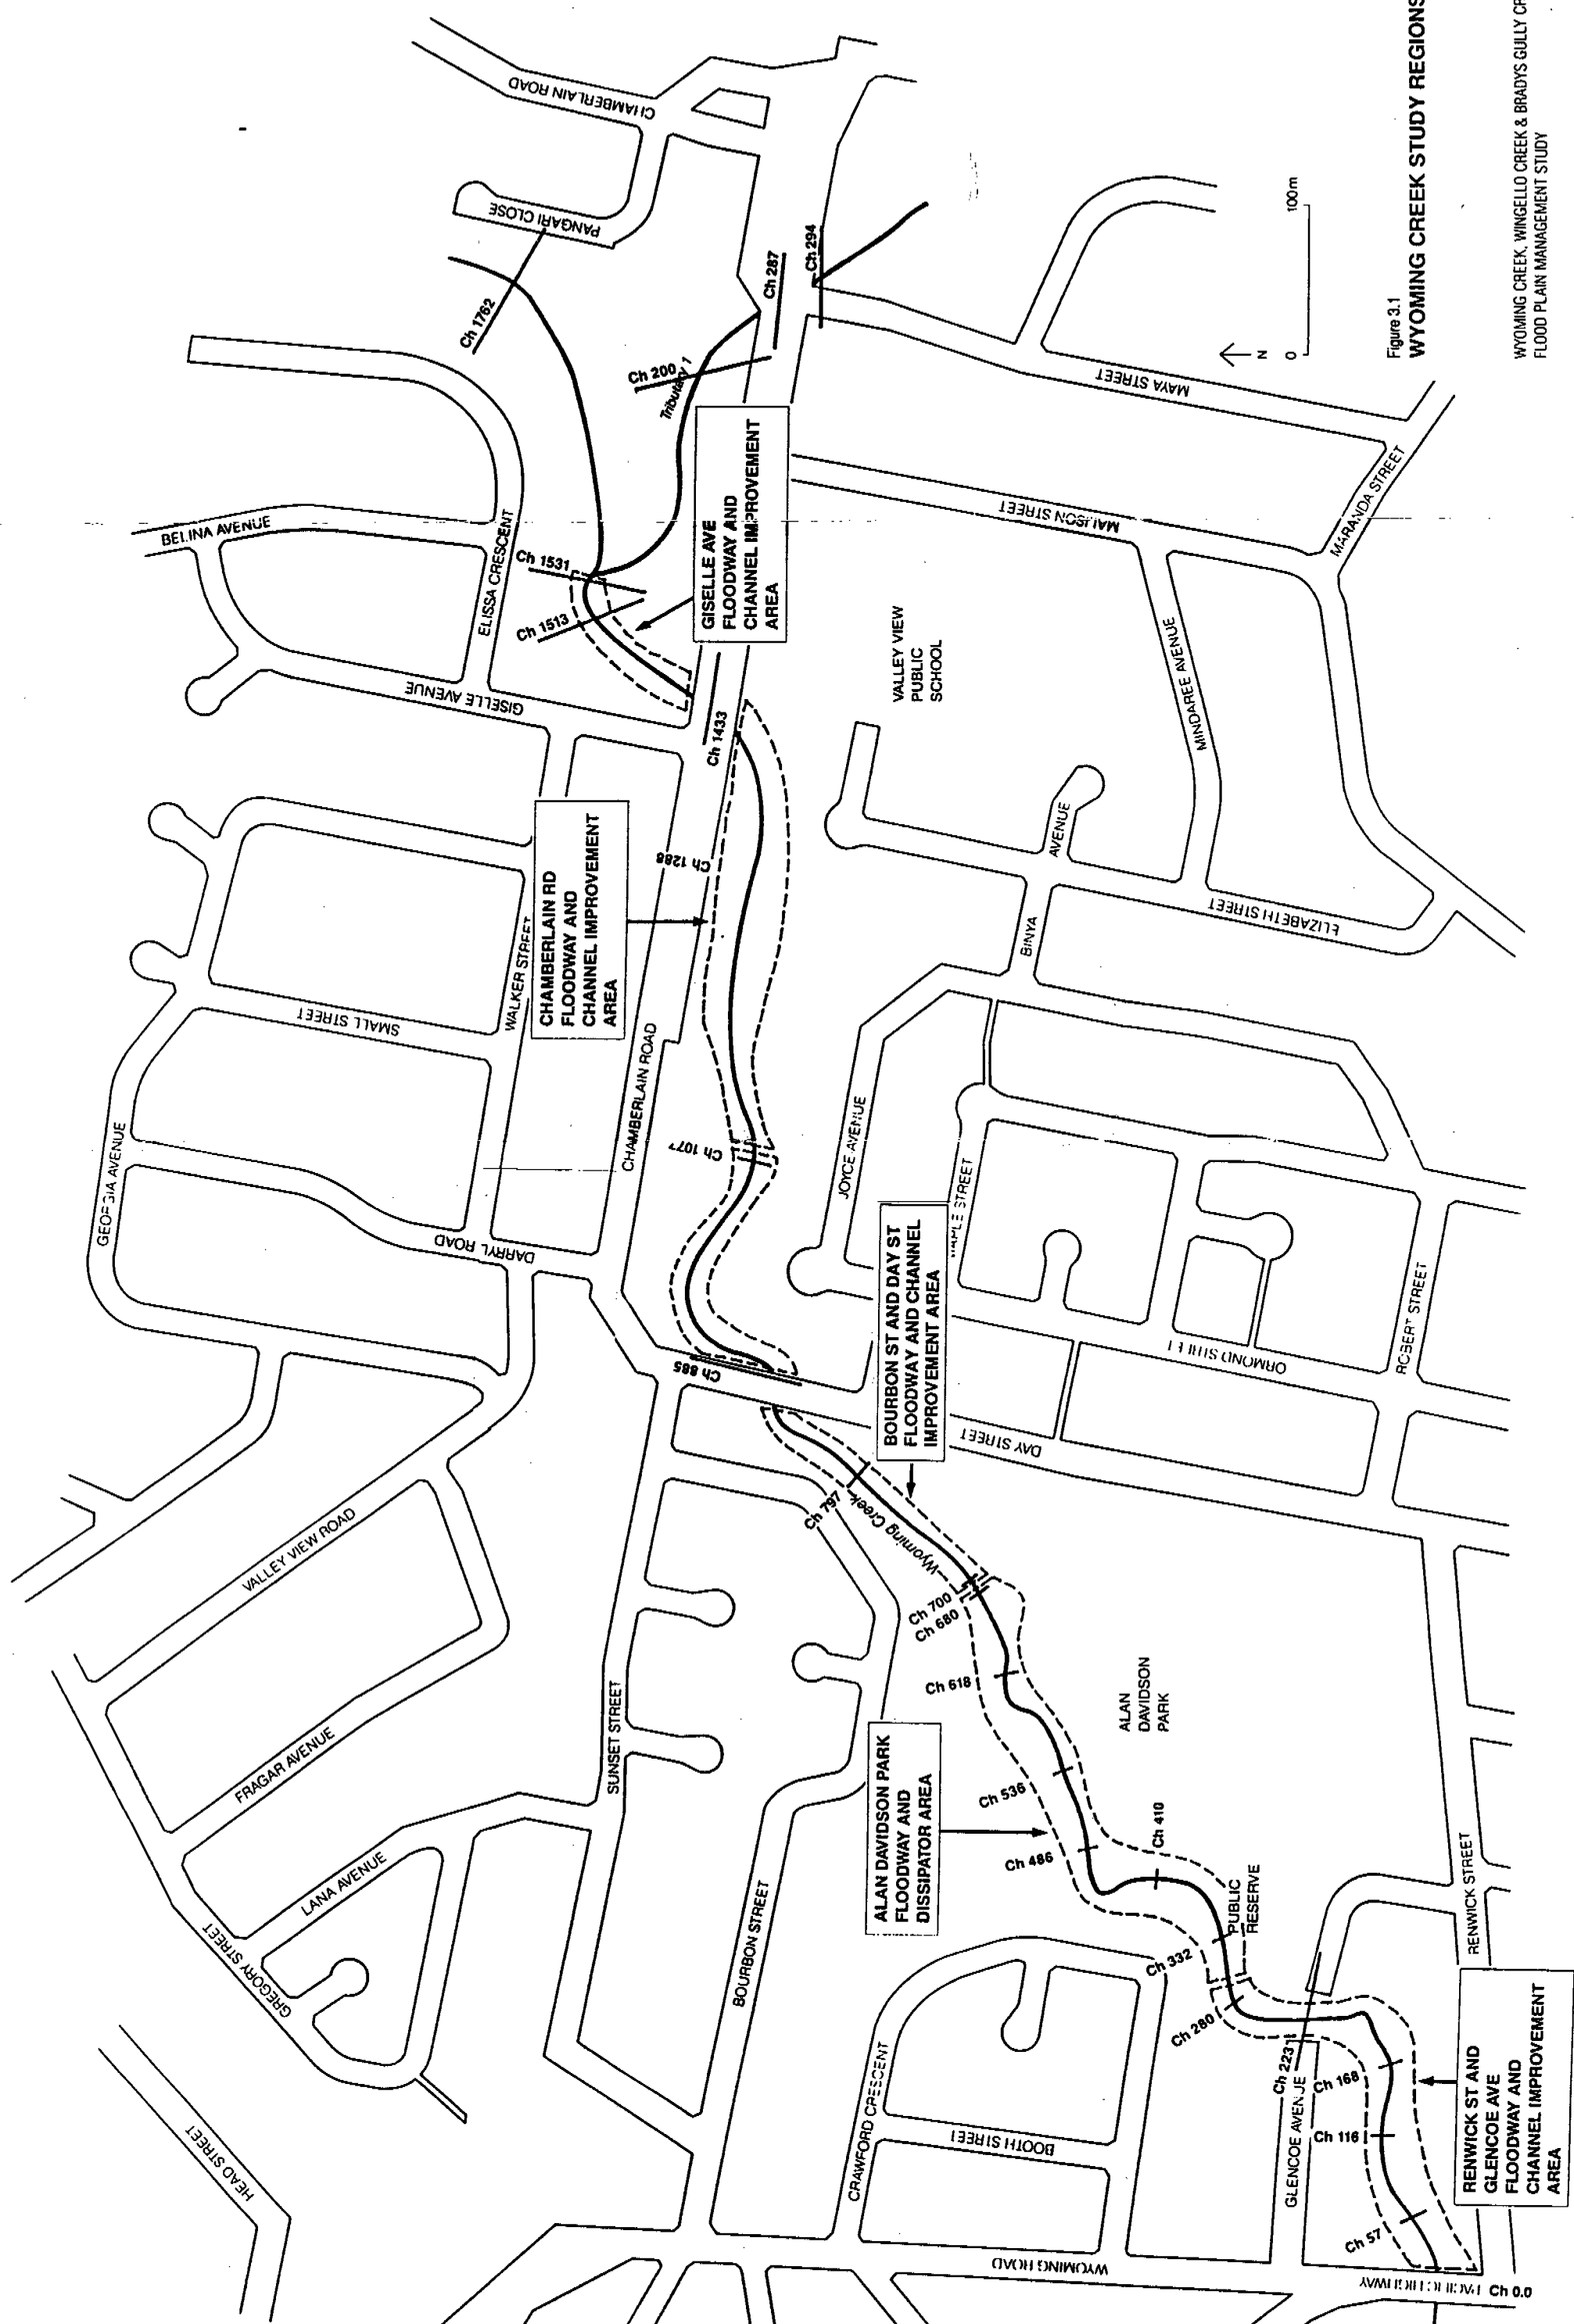 CHAMBERLAIN ROAD
PANGARI CLOSE
Ch 1762
Ch 294
Ch 287
Ch 200
Tributary 1
BELINA AVENUE
ELISSA CRESCENT
Ch 1531
Ch 1513
GISELLE AVENUE
GISELLE AVE
FLOODWAY AND
CHANNEL IMPROVEMENT
AREA
Ch 1433
MAYA STREET
MAUSON STREET
MARANDA STREET
MINDAREE AVENUE
VALLEY VIEW
PUBLIC
SCHOOL
BINYA
AVENUE
ELIZABETH STREET
CHAMBERLAIN RD
FLOODWAY AND
CHANNEL IMPROVEMENT
AREA
Ch 1288
WALKER STREET
SMALL STREET
GEORGIA AVENUE
DARRYL ROAD
CHAMBERLAIN ROAD
Ch 107
Ch 885
JOYCE AVENUE
STREET
ORMOND STREET
ROBERT STREET
DAY STREET
BOURBON ST AND DAY ST
FLOODWAY AND CHANNEL
IMPROVEMENT AREA
Ch 797
Wyoming Creek
Ch 700
Ch 680
Ch 618
Ch 536
Ch 486
Ch 410
Ch 332
Ch 280
Ch 223
Ch 168
Ch 116
Ch 57
Ch 0.0
VALLEY VIEW ROAD
FRAGAR AVENUE
LANA AVENUE
GREGORY STREET
HEAD STREET
SUNSET STREET
BOURBON STREET
ALAN DAVIDSON PARK
FLOODWAY AND
DISSIPATOR AREA
ALAN
DAVIDSON
PARK
PUBLIC
RESERVE
CRAWFORD CRESCENT
BOOTH STREET
GLENCOE AVENUE
WYOMING ROAD
PACIFIC HIGHWAY
RENWICK STREET
RENWICK ST AND
GLENCOE AVE
FLOODWAY AND
CHANNEL IMPROVEMENT
AREA
N
0 100m
Figure 3.1
WYOMING CREEK STUDY REGIONS
WYOMING CREEK, WINGELLO CREEK & BRADYS GULLY CR
FLOOD PLAIN MANAGEMENT STUDY